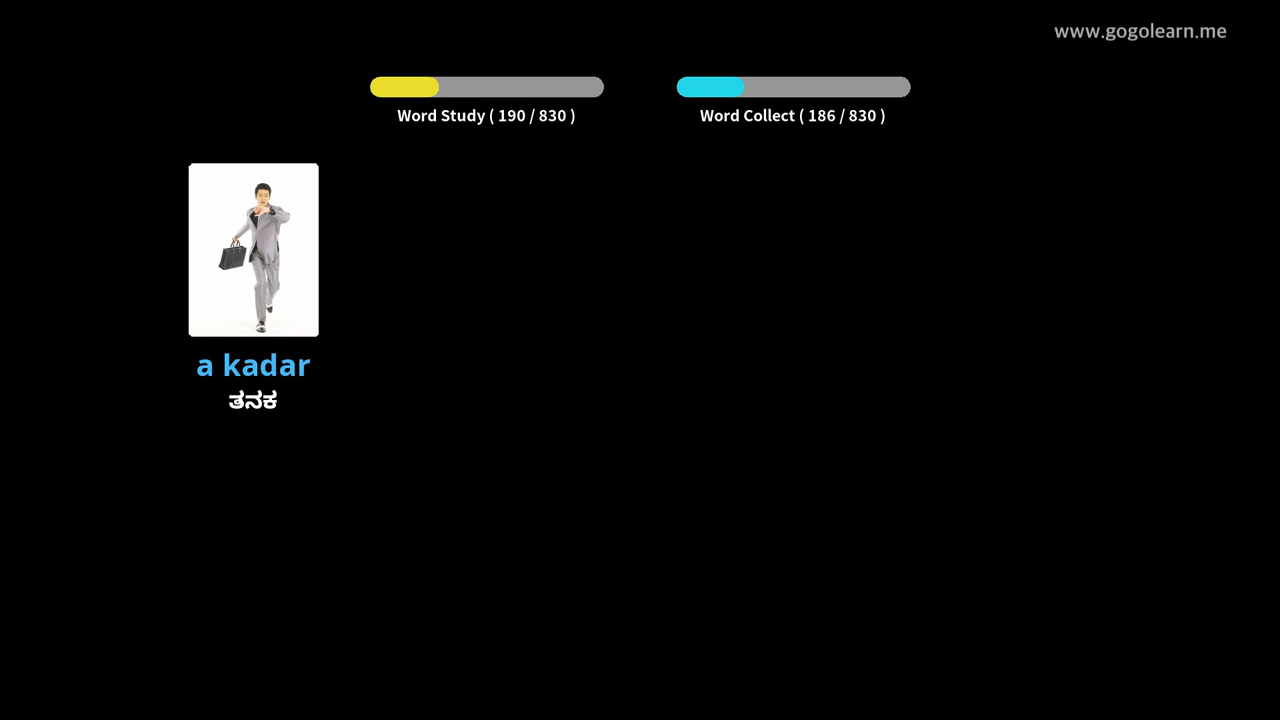 www.gogolearn.me
Word Study ( 190 / 830 )
Word Collect ( 186 / 830 )
a kadar
ತನಕ